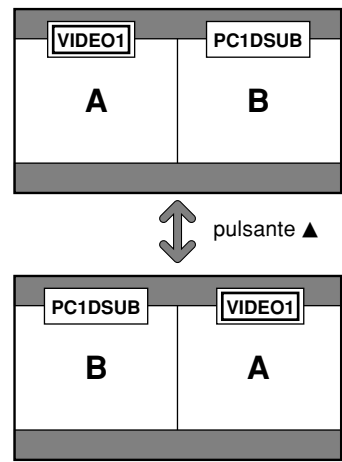 VIDEO1 PC1DSUB
A B
pulsante ▲
PC1DSUB VIDEO1
B A